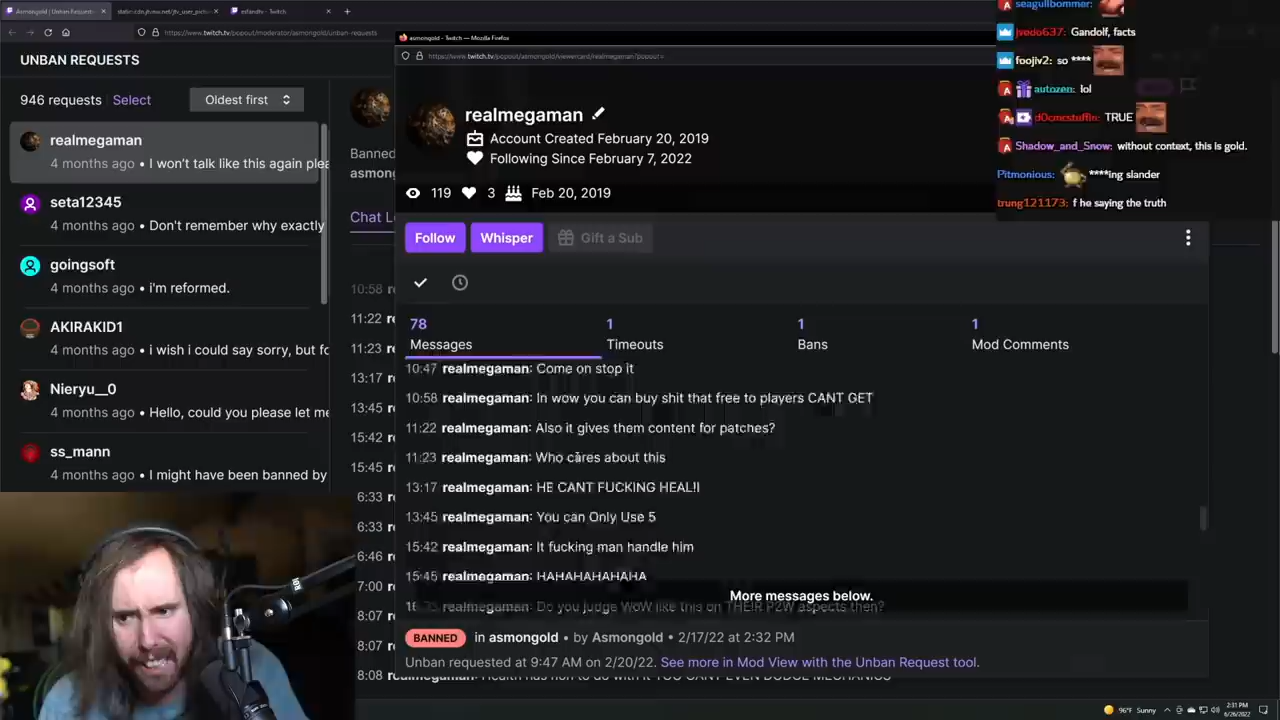 Asmongold | Unban Request
esfandtv - Twitch
https://www.twitch.tv/popout/moderator/asmongold/unban-requests
UNBAN REQUESTS
946 requests Select
Oldest first
realmegaman
4 months ago • I won't talk like this again plea
seta12345
4 months ago • Don't remember why exactly
goingsoft
4 months ago • i'm reformed.
AKIRAKID1
4 months ago • i wish i could say sorry, but fo
Nieryu__0
4 months ago • Hello, could you please let me
ss_mann
4 months ago • I might have been banned by
Banned
asmong
Chat L
10:58
11:22
11:23
13:17
13:45
15:42
15:45
6:33
6:33
6:46
7:00
8:07
8:07
8:08
asmongold - Twitch — Mozilla Firefox
https://www.twitch.tv/popout/asmongold/viewercard/realmegaman?popout=
realmegaman
Account Created February 20, 2019
Following Since February 7, 2022
119 3 Feb 20, 2019
Follow Whisper Gift a Sub
78 1 1 1
Messages Timeouts Bans Mod Comments
10:47 realmegaman: Come on stop it
10:58 realmegaman: In wow you can buy shit that free to players CANT GET
11:22 realmegaman: Also it gives them content for patches?
11:23 realmegaman: Who cares about this
13:17 realmegaman: HE CANT FUCKING HEAL!!
13:45 realmegaman: You can Only Use 5
15:42 realmegaman: It fucking man handle him
15:45 realmegaman: HAHAHAHAHAHA
realmegaman: Do you judge WoW like this on THEIR P2W aspects then?
More messages below.
BANNED in asmongold • by Asmongold • 2/17/22 at 2:32 PM
Unban requested at 9:47 AM on 2/20/22. See more in Mod View with the Unban Request tool.
YOU CANT EVEN DODGE MECHANICS
seagullbommer:
jvedo637: Gandolf, facts
foojiv2: so ****
autozen: lol
d0cmcstuffin: TRUE
Shadow_and_Snow: without context, this is gold.
Pitmonious: ****ing slander
trung121173: f he saying the truth
96°F Sunny
2:31 PM
6/26/2022